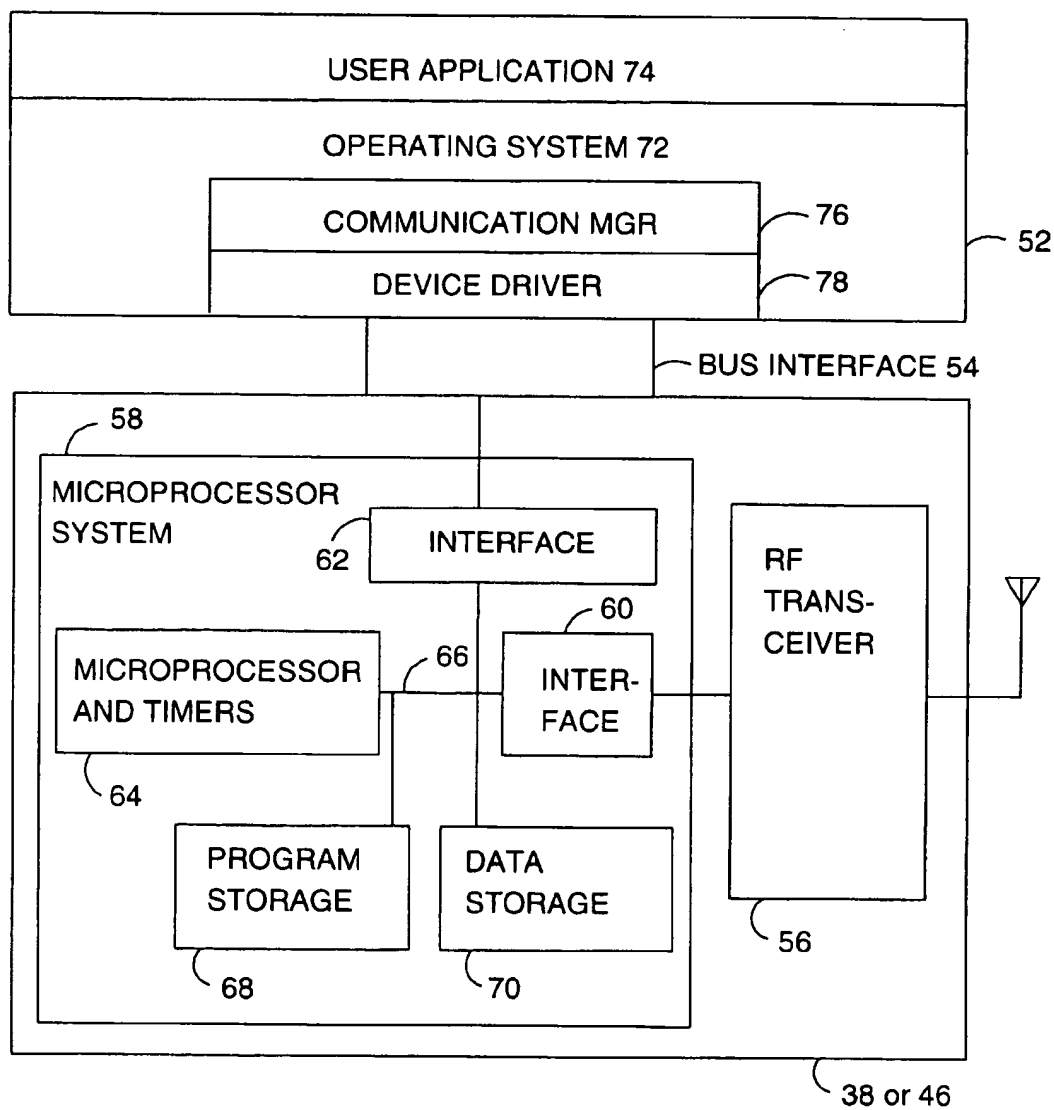 USER APPLICATION 74
OPERATING SYSTEM 72
COMMUNICATION MGR
76
52
DEVICE DRIVER
78
BUS INTERFACE 54
58
MICROPROCESSOR
SYSTEM
62
INTERFACE
RF
TRANS-
CEIVER
60
66
MICROPROCESSOR
AND TIMERS
INTER-
FACE
64
PROGRAM
STORAGE
DATA
STORAGE
56
68
70
38 or 46